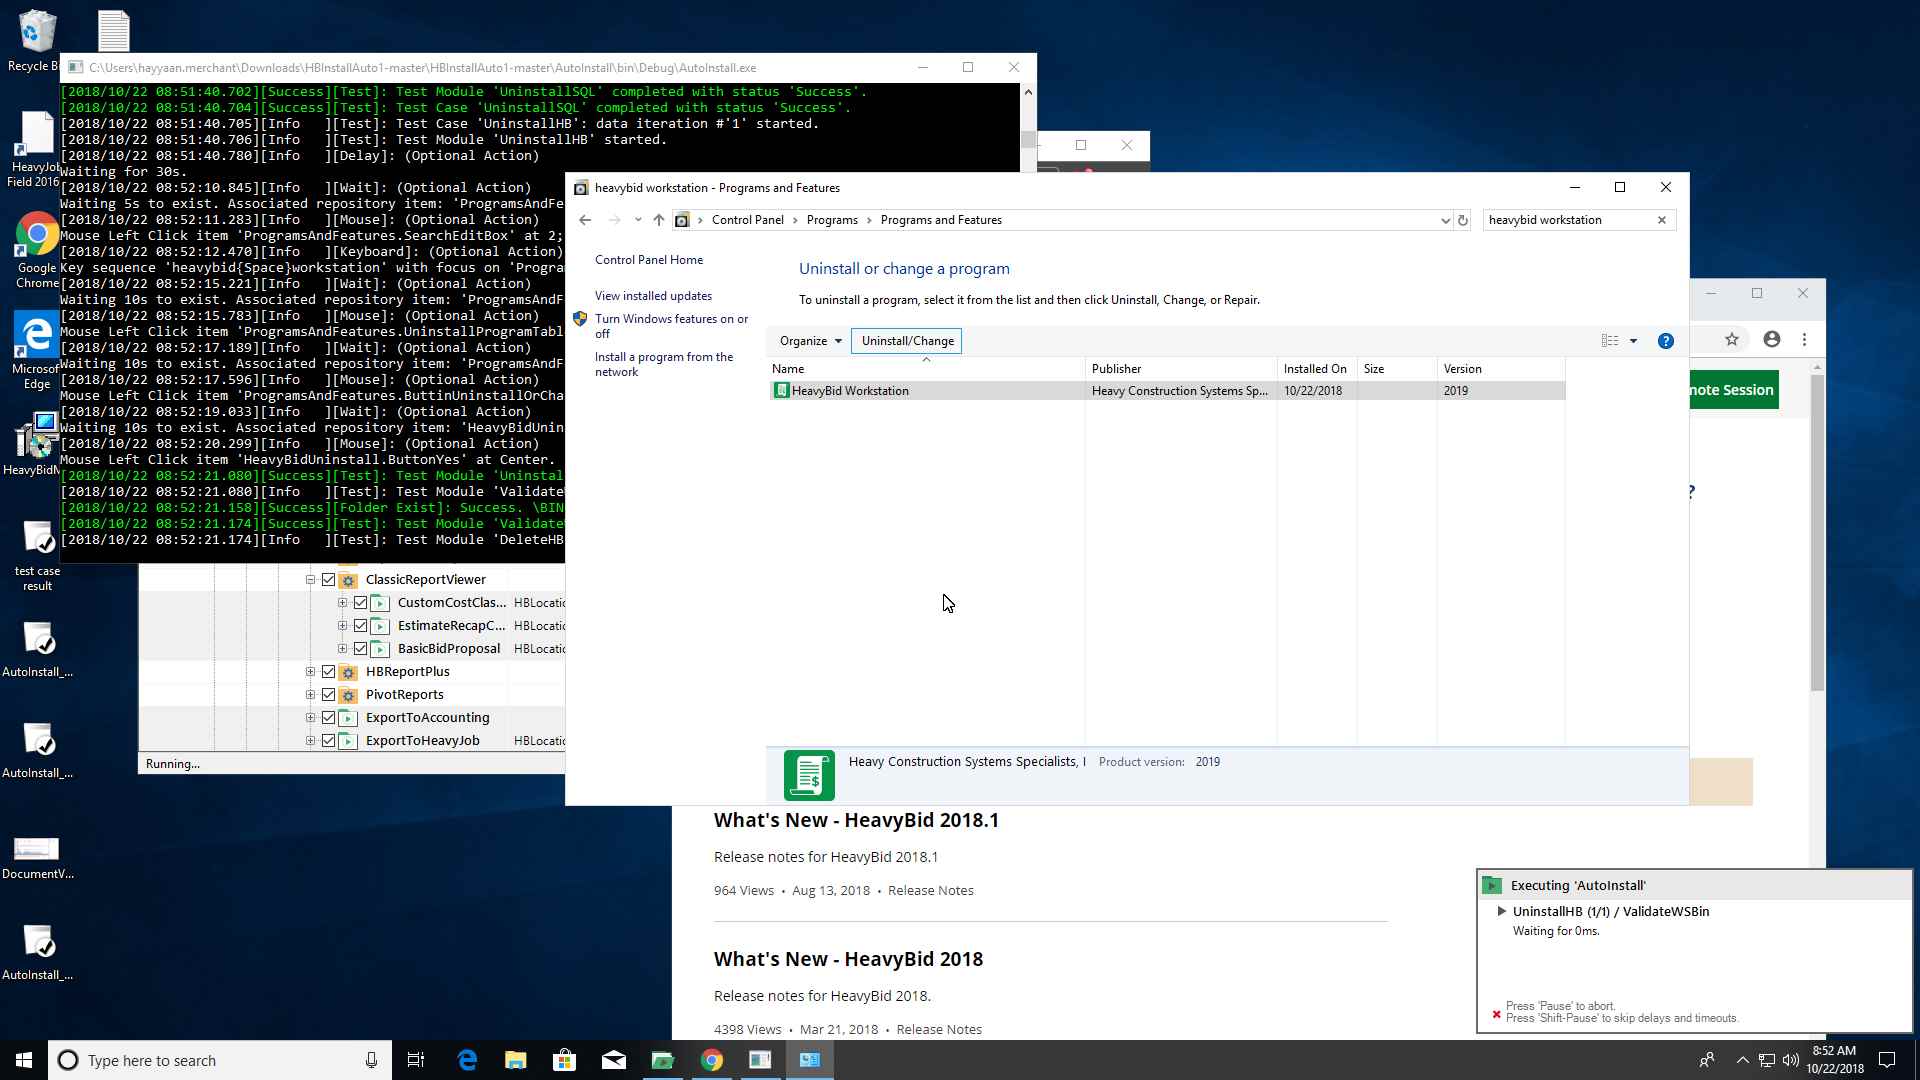 Recycle Bi
HeavyJob
Field 2016
Google
Chrome
Microsof
Edge
HeavyBidM
test case
result
AutoInstall_...
AutoInstall_...
DocumentV...
AutoInstall_...
C:\Users\hayyaan.merchant\Downloads\HBInstallAuto1-master\HBInstallAuto1-master\AutoInstall\bin\Debug\AutoInstall.exe
[2018/10/22 08:51:40.702][Success][Test]: Test Module 'UninstallSQL' completed with status 'Success'.
[2018/10/22 08:51:40.704][Success][Test]: Test Case 'UninstallSQL' completed with status 'Success'.
[2018/10/22 08:51:40.705][Info   ][Test]: Test Case 'UninstallHB': data iteration #'1' started.
[2018/10/22 08:51:40.706][Info   ][Test]: Test Module 'UninstallHB' started.
[2018/10/22 08:51:40.780][Info   ][Delay]: (Optional Action)
Waiting for 30s.
[2018/10/22 08:52:10.845][Info   ][Wait]: (Optional Action)
Waiting 5s to exist. Associated repository item: 'ProgramsAndFe
[2018/10/22 08:52:11.283][Info   ][Mouse]: (Optional Action)
Mouse Left Click item 'ProgramsAndFeatures.SearchEditBox' at 2;
[2018/10/22 08:52:12.470][Info   ][Keyboard]: (Optional Action)
Key sequence 'heavybid{Space}workstation' with focus on 'Progra
[2018/10/22 08:52:15.221][Info   ][Wait]: (Optional Action)
Waiting 10s to exist. Associated repository item: 'ProgramsAndF
[2018/10/22 08:52:15.783][Info   ][Mouse]: (Optional Action)
Mouse Left Click item 'ProgramsAndFeatures.UninstallProgramTabl
[2018/10/22 08:52:17.189][Info   ][Wait]: (Optional Action)
Waiting 10s to exist. Associated repository item: 'ProgramsAndF
[2018/10/22 08:52:17.596][Info   ][Mouse]: (Optional Action)
Mouse Left Click item 'ProgramsAndFeatures.ButtinUninstallOrCha
[2018/10/22 08:52:19.033][Info   ][Wait]: (Optional Action)
Waiting 10s to exist. Associated repository item: 'HeavyBidUnin
[2018/10/22 08:52:20.299][Info   ][Mouse]: (Optional Action)
Mouse Left Click item 'HeavyBidUninstall.ButtonYes' at Center.
[2018/10/22 08:52:21.080][Success][Test]: Test Module 'Uninstal
[2018/10/22 08:52:21.080][Info   ][Test]: Test Module 'Validate
[2018/10/22 08:52:21.158][Success][Folder Exist]: Success. \BIN
[2018/10/22 08:52:21.174][Success][Test]: Test Module 'Validate
[2018/10/22 08:52:21.174][Info   ][Test]: Test Module 'DeleteHB
ClassicReportViewer
CustomCostClas... HBLocatio
EstimateRecapC... HBLocatio
BasicBidProposal HBLocatio
HBReportPlus
PivotReports
ExportToAccounting
ExportToHeavyJob HBLocatio
Running...
heavybid workstation - Programs and Features
Control Panel > Programs > Programs and Features
heavybid workstation
Control Panel Home
View installed updates
Turn Windows features on or
off
Install a program from the
network
Uninstall or change a program
To uninstall a program, select it from the list and then click Uninstall, Change, or Repair.
Organize Uninstall/Change
Name Publisher Installed On Size Version
HeavyBid Workstation Heavy Construction Systems Sp... 10/22/2018 2019
Heavy Construction Systems Specialists, I Product version: 2019
note Session
?
What's New - HeavyBid 2018.1
Release notes for HeavyBid 2018.1
964 Views • Aug 13, 2018 • Release Notes
What's New - HeavyBid 2018
Release notes for HeavyBid 2018.
4398 Views • Mar 21, 2018 • Release Notes
Executing 'AutoInstall'
UninstallHB (1/1) / ValidateWSBin
Waiting for 0ms.
Press 'Pause' to abort.
Press 'Shift-Pause' to skip delays and timeouts.
Type here to search
8:52 AM
10/22/2018